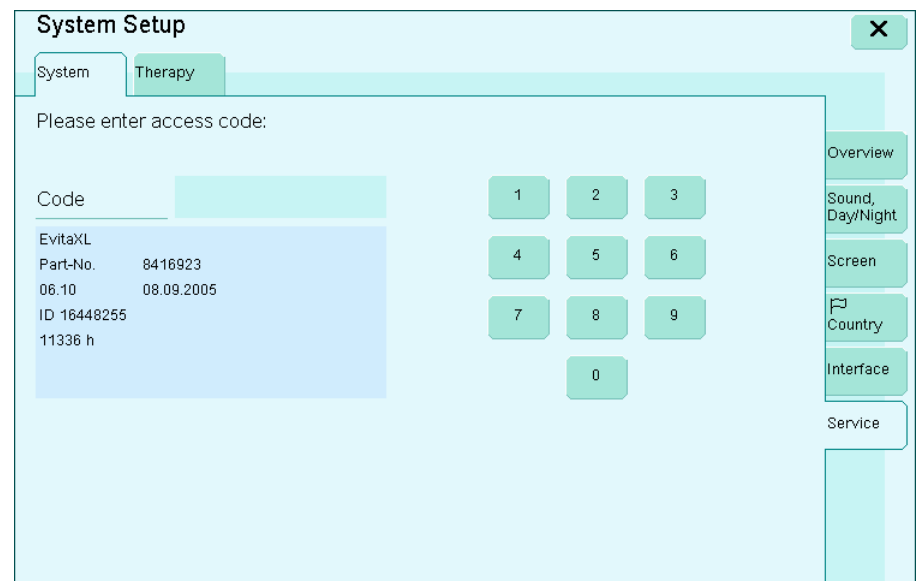 System Setup
System
Therapy
Please enter access code:
Code
EvitaXL
Part-No. 8416923
06.10 08.09.2005
ID 16448255
11336 h
1 2 3
4 5 6
7 8 9
0
Overview
Sound,
Day/Night
Screen
Country
Interface
Service